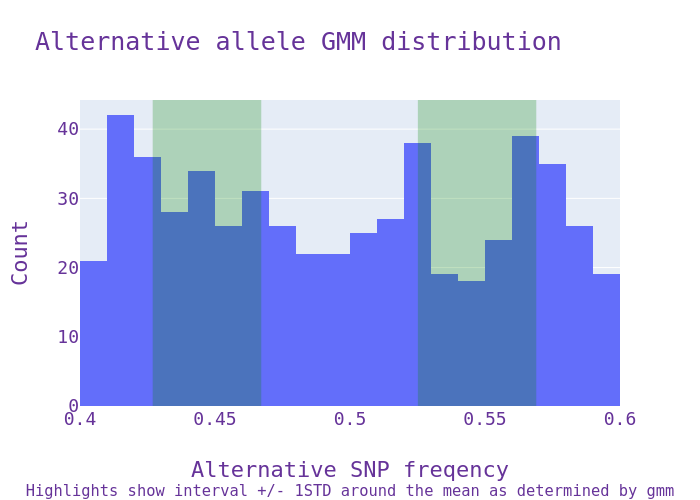 Alternative allele GMM distribution
Count
40
30
20
10
0
0.4 0.45 0.5 0.55 0.6
Alternative SNP freqency
Highlights show interval +/- 1STD around the mean as determined by gmm